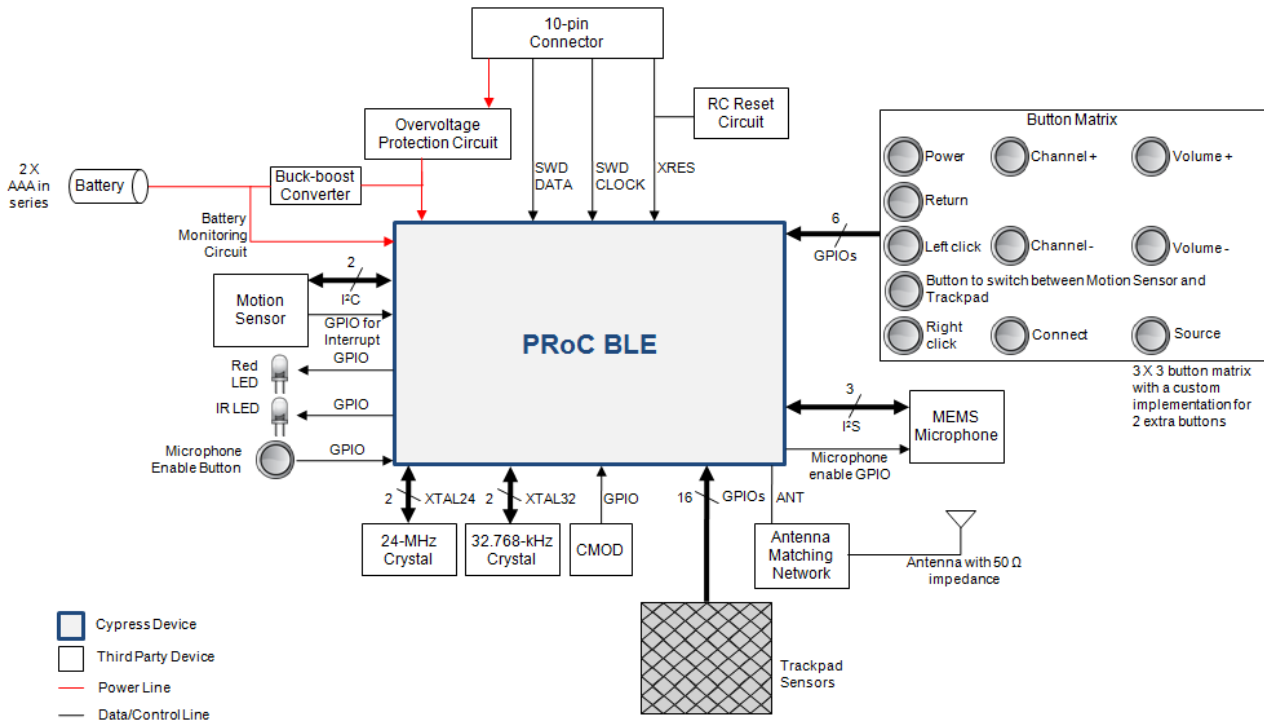 10-pin
Connector
RC Reset
Circuit
Overvoltage
Protection Circuit
2 X
AAA in
series
Battery
Buck-boost
Converter
SWD
DATA
SWD
CLOCK
XRES
Battery
Monitoring
Circuit
Button Matrix
Power
Channel +
Volume +
Return
Left click
Channel-
Volume -
Button to switch between Motion Sensor and
Trackpad
Right
click
Connect
Source
3 X 3 button matrix
with a custom
implementation for
2 extra buttons
6
GPIOs
Motion
Sensor
2
I²C
GPIO for
Interrupt
PRoC BLE
Red
LED
GPIO
IR LED
GPIO
Microphone
Enable Button
GPIO
3
I²S
MEMS
Microphone
Microphone
enable GPIO
2
XTAL24
2
XTAL32
GPIO
16
GPIOs
ANT
24-MHz
Crystal
32.768-kHz
Crystal
CMOD
Antenna
Matching
Network
Antenna with 50 Ω
impedance
Trackpad
Sensors
Cypress Device
Third Party Device
Power Line
Data/Control Line